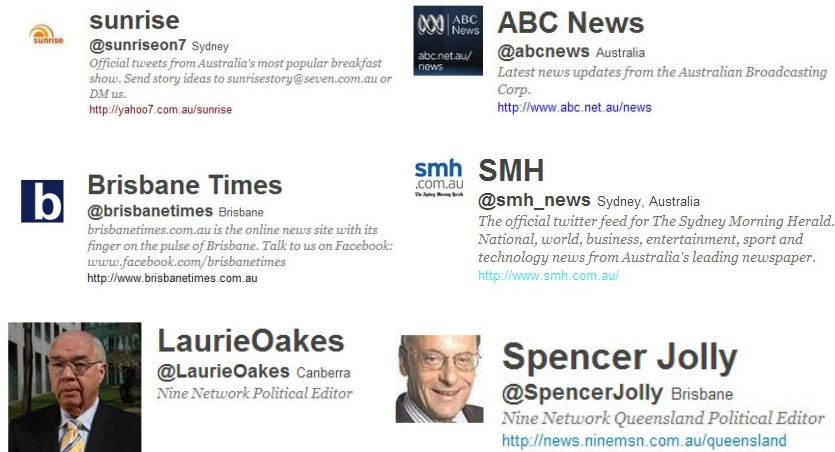 sunrise
sunrise
@sunriseon7 Sydney
Official tweets from Australia's most popular breakfast
show. Send story ideas to sunrisestory@seven.com.au or
DM us.
http://yahoo7.com.au/sunrise
ABC
News
abc.net.au/
news
ABC News
@abcnews Australia
Latest news updates from the Australian Broadcasting
Corp.
http://www.abc.net.au/news
b
Brisbane Times
@brisbanetimes Brisbane
brisbanetimes.com.au is the online news site with its
finger on the pulse of Brisbane. Talk to us on Facebook:
www.facebook.com/brisbanetimes
http://www.brisbanetimes.com.au
smh
.com.au
The Sydney Morning Herald
SMH
@smh_news Sydney, Australia
The official twitter feed for The Sydney Morning Herald.
National, world, business, entertainment, sport and
technology news from Australia's leading newspaper.
http://www.smh.com.au/
LaurieOakes
@LaurieOakes Canberra
Nine Network Political Editor
Spencer Jolly
@SpencerJolly Brisbane
Nine Network Queensland Political Editor
http://news.ninemsn.com.au/queensland